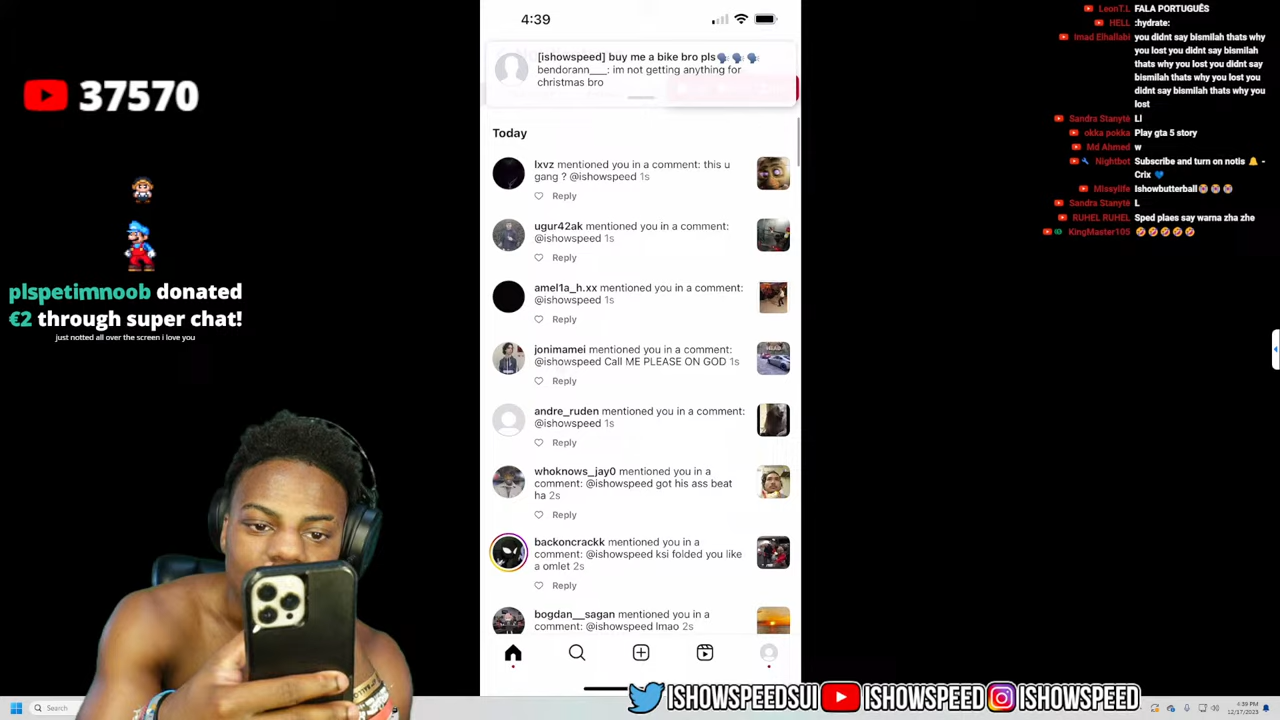 37570
plspetimnoob donated
€2 through super chat!
just notted all over the screen i love you
4:39
[ishowspeed] buy me a bike bro pls🗣️🗣️🗣️
bendorann___: im not getting anything for
christmas bro
Today
lxvz mentioned you in a comment: this u
gang ? @ishowspeed 1s
Reply
ugur42ak mentioned you in a comment:
@ishowspeed 1s
Reply
amel1a_h.xx mentioned you in a comment:
@ishowspeed 1s
Reply
jonimamei mentioned you in a comment:
@ishowspeed Call ME PLEASE ON GOD 1s
Reply
andre_ruden mentioned you in a comment:
@ishowspeed 1s
Reply
whoknows_jay0 mentioned you in a
comment: @ishowspeed got his ass beat
ha 2s
Reply
backoncrackk mentioned you in a
comment: @ishowspeed ksi folded you like
a omlet 2s
Reply
bogdan__sagan mentioned you in a
comment: @ishowspeed lmao 2s
LeonT.L FALA PORTUGUÊS
HELL :hydrate:
Imad Elhallabi you didnt say bismilah thats why
you lost you didnt say bismilah
thats why you lost you didnt say
bismilah thats why you lost you
didnt say bismilah thats why you
lost
Sandra Stanytė Ll
okka pokka Play gta 5 story
Md Ahmed w
Nightbot Subscribe and turn on notis 🔔 -
Crix 💙
Missylife Ishowbutterball
Sandra Stanytė L
RUHEL RUHEL Sped plaes say warna zha zhe
KingMaster105 🤣🤣🤣🤣🤣
ISHOWSPEEDSUI ISHOWSPEED ISHOWSPEED
Search
4:39 PM
12/17/2023